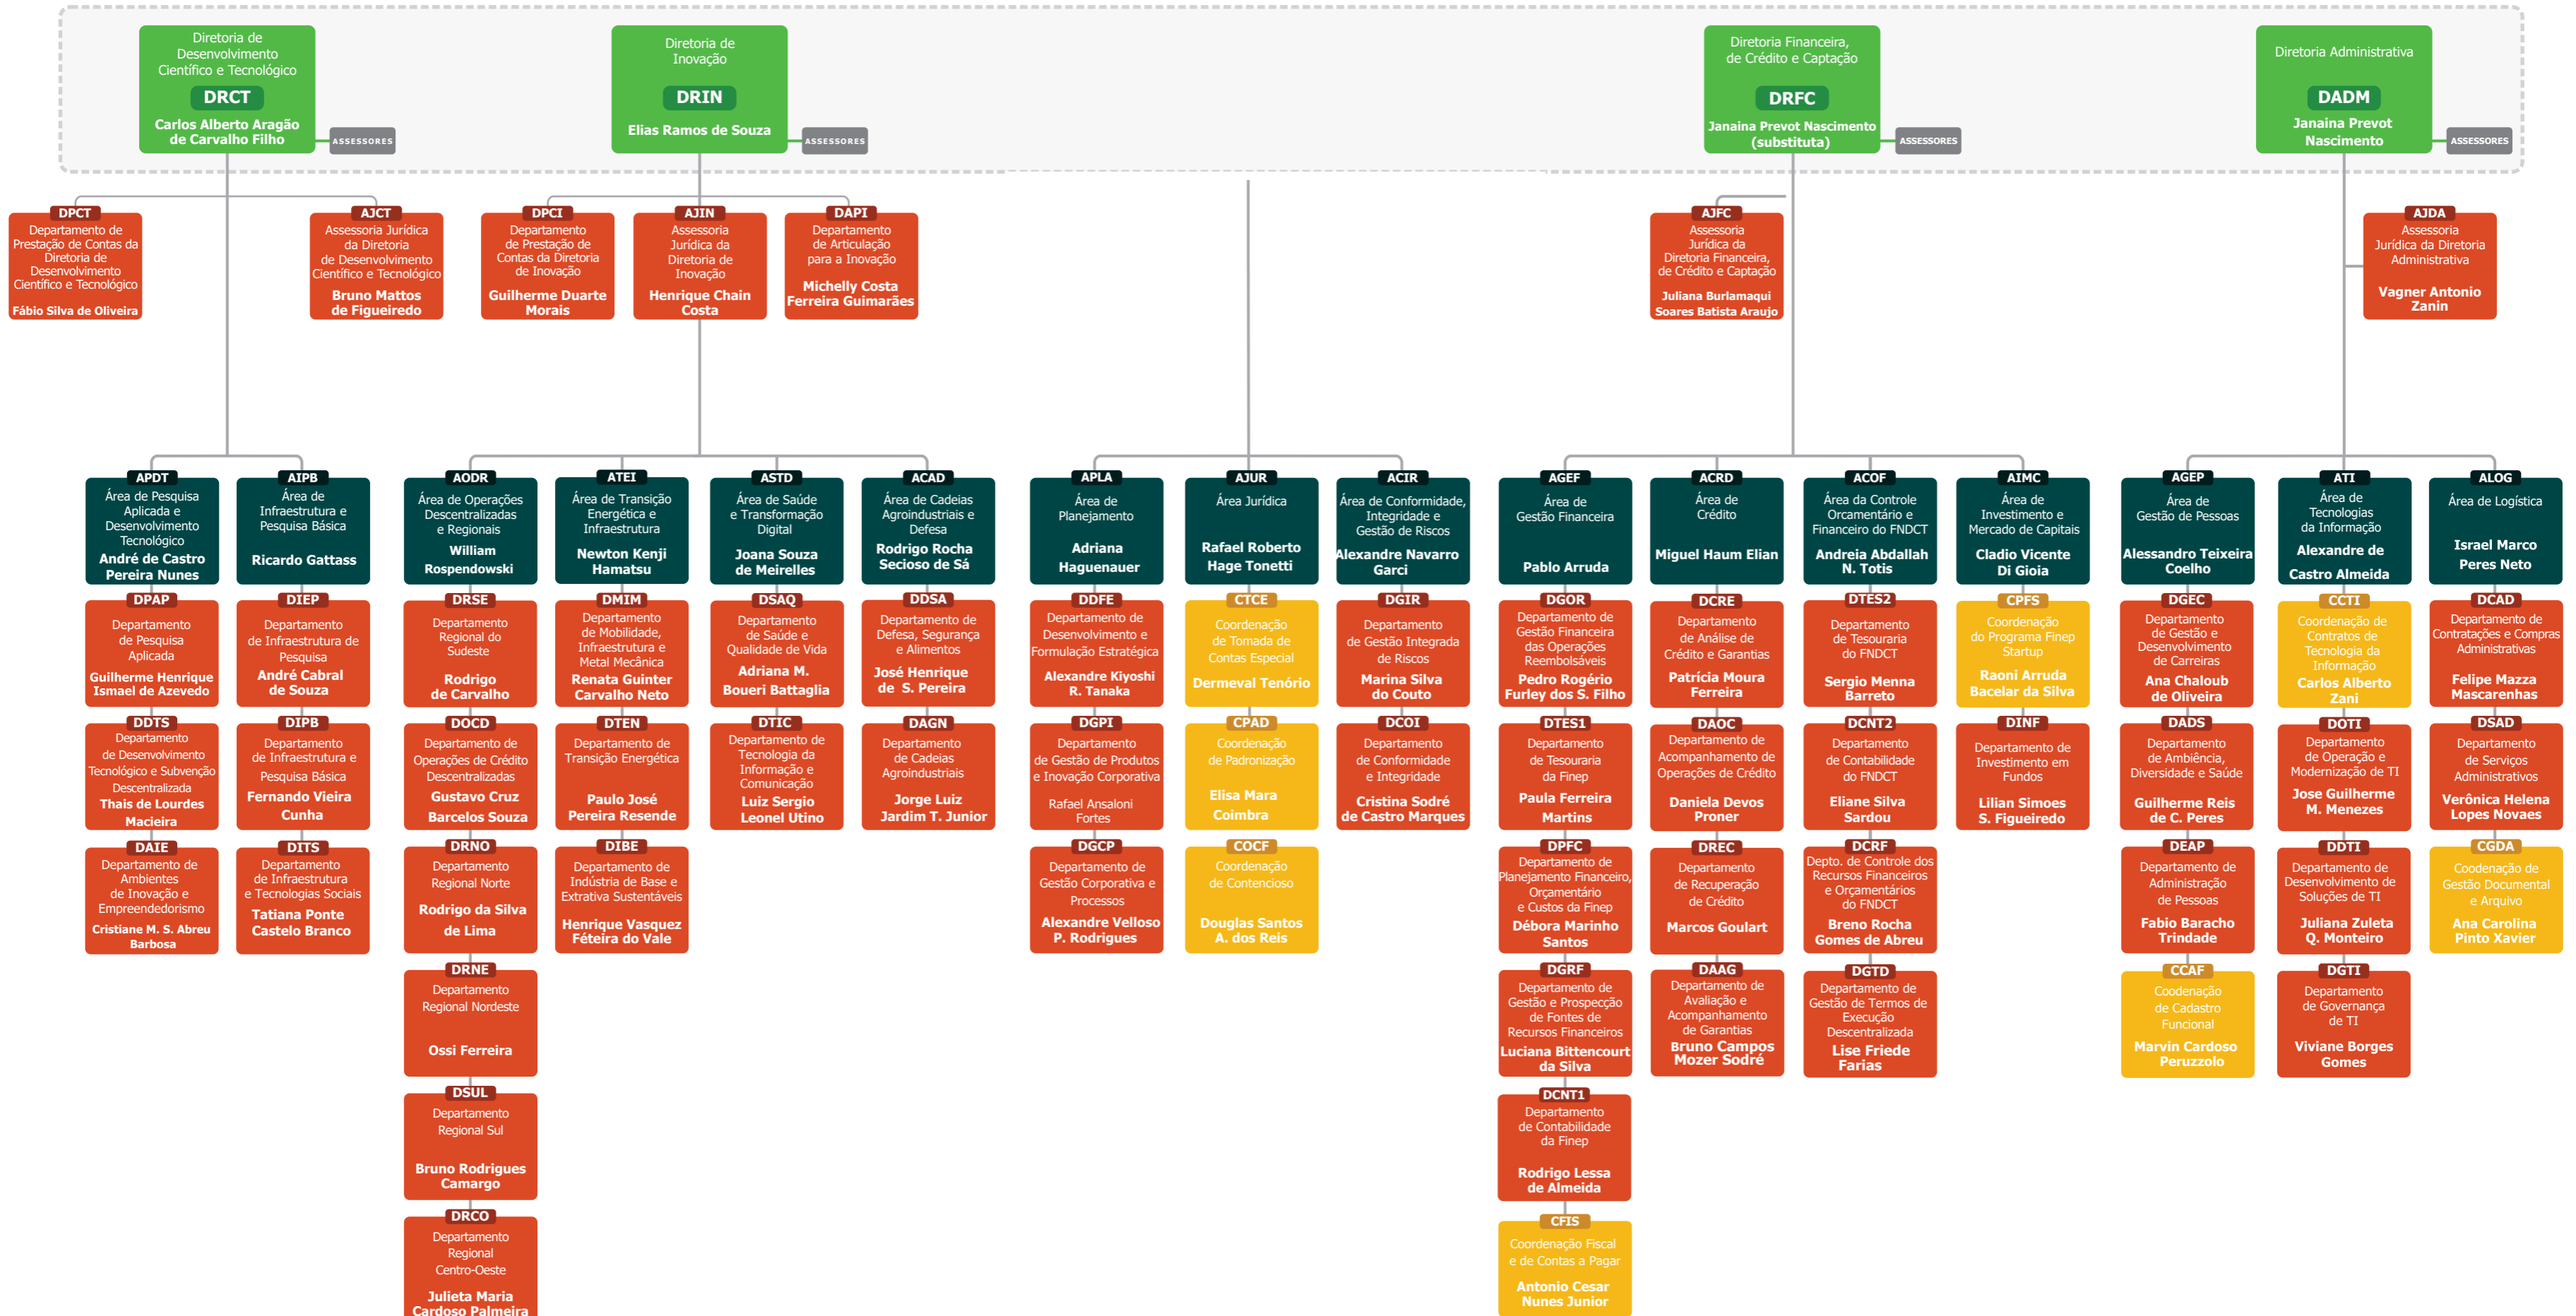 Diretoria de
Desenvolvimento
Científico e Tecnológico
DRCT
Carlos Alberto Aragão
de Carvalho Filho
ASSESSORES
Diretoria de
Inovação
DRIN
Elias Ramos de Souza
ASSESSORES
Diretoria Financeira,
de Crédito e Captação
DRFC
Janaina Prevot Nascimento
(substituta)
ASSESSORES
Diretoria Administrativa
DADM
Janaina Prevot
Nascimento
ASSESSORES
DPCT
Departamento de
Prestação de Contas da
Diretoria de
Desenvolvimento
Científico e Tecnológico
Fábio Silva de Oliveira
AJCT
Assessoria Jurídica
da Diretoria
de Desenvolvimento
Científico e Tecnológico
Bruno Mattos
de Figueiredo
DPCI
Departamento
de Prestação de
Contas da Diretoria
de Inovação
Guilherme Duarte
Morais
AJIN
Assessoria
Jurídica da
Diretoria de
Inovação
Henrique Chain
Costa
DAPI
Departamento
de Articulação
para a Inovação
Michelly Costa
Ferreira Guimarães
AJFC
Assessoria
Jurídica da
Diretoria Financeira,
de Crédito e Captação
Juliana Burlamaqui
Soares Batista Araujo
AJDA
Assessoria
Jurídica da Diretoria
Administrativa
Vagner Antonio
Zanin
APDT
Área de Pesquisa
Aplicada e
Desenvolvimento
Tecnológico
André de Castro
Pereira Nunes
AIPB
Área de
Infraestrutura e
Pesquisa Básica
Ricardo Gattass
AODR
Área de Operações
Descentralizadas
e Regionais
William
Rospendowski
ATEI
Área de Transição
Energética e
Infraestrutura
Newton Kenji
Hamatsu
ASTD
Área de Saúde
e Transformação
Digital
Joana Souza
de Meirelles
ACAD
Área de Cadeias
Agroindustriais e
Defesa
Rodrigo Rocha
Secioso de Sá
APLA
Área de
Planejamento
Adriana
Haguenauer
AJUR
Área Jurídica
Rafael Roberto
Hage Tonetti
ACIR
Área de Conformidade,
Integridade e
Gestão de Riscos
Alexandre Navarro
Garci
AGEF
Área de
Gestão Financeira
Pablo Arruda
ACRD
Área de
Crédito
Miguel Haum Elian
ACOF
Área da Controle
Orcamentário e
Financeiro do FNDCT
Andreia Abdallah
N. Totis
AIMC
Área de
Investimento e
Mercado de Capitais
Cladio Vicente
Di Gioia
AGEP
Área de
Gestão de Pessoas
Alessandro Teixeira
Coelho
ATI
Área de
Tecnologias
da Informação
Alexandre de
Castro Almeida
ALOG
Área de Logística
Israel Marco
Peres Neto
DPAP
Departamento
de Pesquisa
Aplicada
Guilherme Henrique
Ismael de Azevedo
DIEP
Departamento
de Infraestrutura de
Pesquisa
André Cabral
de Souza
DRSE
Departamento
Regional do
Sudeste
Rodrigo
de Carvalho
DMIM
Departamento
de Mobilidade,
Infraestrutura e
Metal Mecânica
Renata Guinter
Carvalho Neto
DSAQ
Departamento
de Saúde e
Qualidade de Vida
Adriana M.
Boueri Battaglia
DDSA
Departamento de
Defesa, Segurança
e Alimentos
José Henrique
de S. Pereira
DDFE
Departamento de
Desenvolvimento e
Formulação Estratégica
Alexandre Kiyoshi
R. Tanaka
CTCE
Coordenação
de Tomada de
Contas Especial
Dermeval Tenório
DGIR
Departamento
de Gestão Integrada
de Riscos
Marina Silva
do Couto
DGOR
Departamento de
Gestão Financeira
das Operações
Reembolsáveis
Pedro Rogério
Furley dos S. Filho
DCRE
Departamento
de Análise de
Crédito e Garantias
Patrícia Moura
Ferreira
DTES2
Departamento
de Tesouraria
do FNDCT
Sergio Menna
Barreto
CPFS
Coordenação
do Programa Finep
Startup
Raoni Arruda
Bacelar da Silva
DGEC
Departamento
de Gestão e
Desenvolvimento
de Carreiras
Ana Chaloub
de Oliveira
CCTI
Coordenação de
Contratos de
Tecnologia da
Informação
Carlos Alberto
Zani
DCAD
Departamento de
Contratações e Compras
Administrativas
Felipe Mazza
Mascarenhas
DDTS
Departamento
de Desenvolvimento
Tecnológico e Subvenção
Descentralizada
Thais de Lourdes
Macieira
DIPB
Departamento
de Infraestrutura e
Pesquisa Básica
Fernando Vieira
Cunha
DOCD
Departamento de
Operações de Crédito
Descentralizadas
Gustavo Cruz
Barcelos Souza
DTEN
Departamento de
Transição Energética
Paulo José
Pereira Resende
DTIC
Departamento de
Tecnologia da
Informação e
Comunicação
Luiz Sergio
Leonel Utino
DAGN
Departamento
de Cadeias
Agroindustriais
Jorge Luiz
Jardim T. Junior
DGPI
Departamento
de Gestão de Produtos
e Inovação Corporativa
Rafael Ansaloni
Fortes
CPAD
Coordenação
de Padronização
Elisa Mara
Coimbra
DCOI
Departamento
de Conformidade
e Integridade
Cristina Sodré
de Castro Marques
DTES1
Departamento
de Tesouraria
da Finep
Paula Ferreira
Martins
DAOC
Departamento de
Acompanhamento de
Operações de Crédito
Daniela Devos
Proner
DCNT2
Departamento
de Contabilidade
do FNDCT
Eliane Silva
Sardou
DINF
Departamento de
Investimento em
Fundos
Lilian Simoes
S. Figueiredo
DADS
Departamento
de Ambiência,
Diversidade e Saúde
Guilherme Reis
de C. Peres
DOTI
Departamento
de Operação e
Modernização de TI
Jose Guilherme
M. Menezes
DSAD
Departamento
de Serviços
Administrativos
Verônica Helena
Lopes Novaes
DAIE
Departamento de
Ambientes
de Inovação e
Empreendedorismo
Cristiane M. S. Abreu
Barbosa
DITS
Departamento
de Infraestrutura
e Tecnologias Sociais
Tatiana Ponte
Castelo Branco
DRNO
Departamento
Regional Norte
Rodrigo da Silva
de Lima
DIBE
Departamento de
Indústria de Base e
Extrativa Sustentáveis
Henrique Vasquez
Féteira do Vale
DGCP
Departamento de
Gestão Corporativa e
Processos
Alexandre Velloso
P. Rodrigues
COCF
Coordenação
de Contencioso
Douglas Santos
A. dos Reis
DPFC
Departamento de
Planejamento Financeiro,
Orçamentário
e Custos da Finep
Débora Marinho
Santos
DREC
Departamento
de Recuperação
de Crédito
Marcos Goulart
DCRF
Depto. de Controle dos
Recursos Financeiros
e Orçamentários
do FNDCT
Breno Rocha
Gomes de Abreu
DEAP
Departamento de
Administração
de Pessoas
Fabio Baracho
Trindade
DDTI
Departamento de
Desenvolvimento de
Soluções de TI
Juliana Zuleta
Q. Monteiro
CGDA
Coodenação de
Gestão Documental
e Arquivo
Ana Carolina
Pinto Xavier
DRNE
Departamento
Regional Nordeste
Ossi Ferreira
DGRF
Departamento de
Gestão e Prospecção
de Fontes de
Recursos Financeiros
Luciana Bittencourt
da Silva
DAAG
Departamento de
Avaliação e
Acompanhamento
de Garantias
Bruno Campos
Mozer Sodré
DGTD
Departamento de
Gestão de Termos de
Execução
Descentralizada
Lise Friede
Farias
CCAF
Coodenação
de Cadastro
Funcional
Marvin Cardoso
Peruzzolo
DGTI
Departamento
de Governança
de TI
Viviane Borges
Gomes
DSUL
Departamento
Regional Sul
Bruno Rodrigues
Camargo
DCNT1
Departamento
de Contabilidade
da Finep
Rodrigo Lessa
de Almeida
DRCO
Departamento
Regional
Centro-Oeste
Julieta Maria
Cardoso Palmeira
CFIS
Coordenação Fiscal
e de Contas a Pagar
Antonio Cesar
Nunes Junior